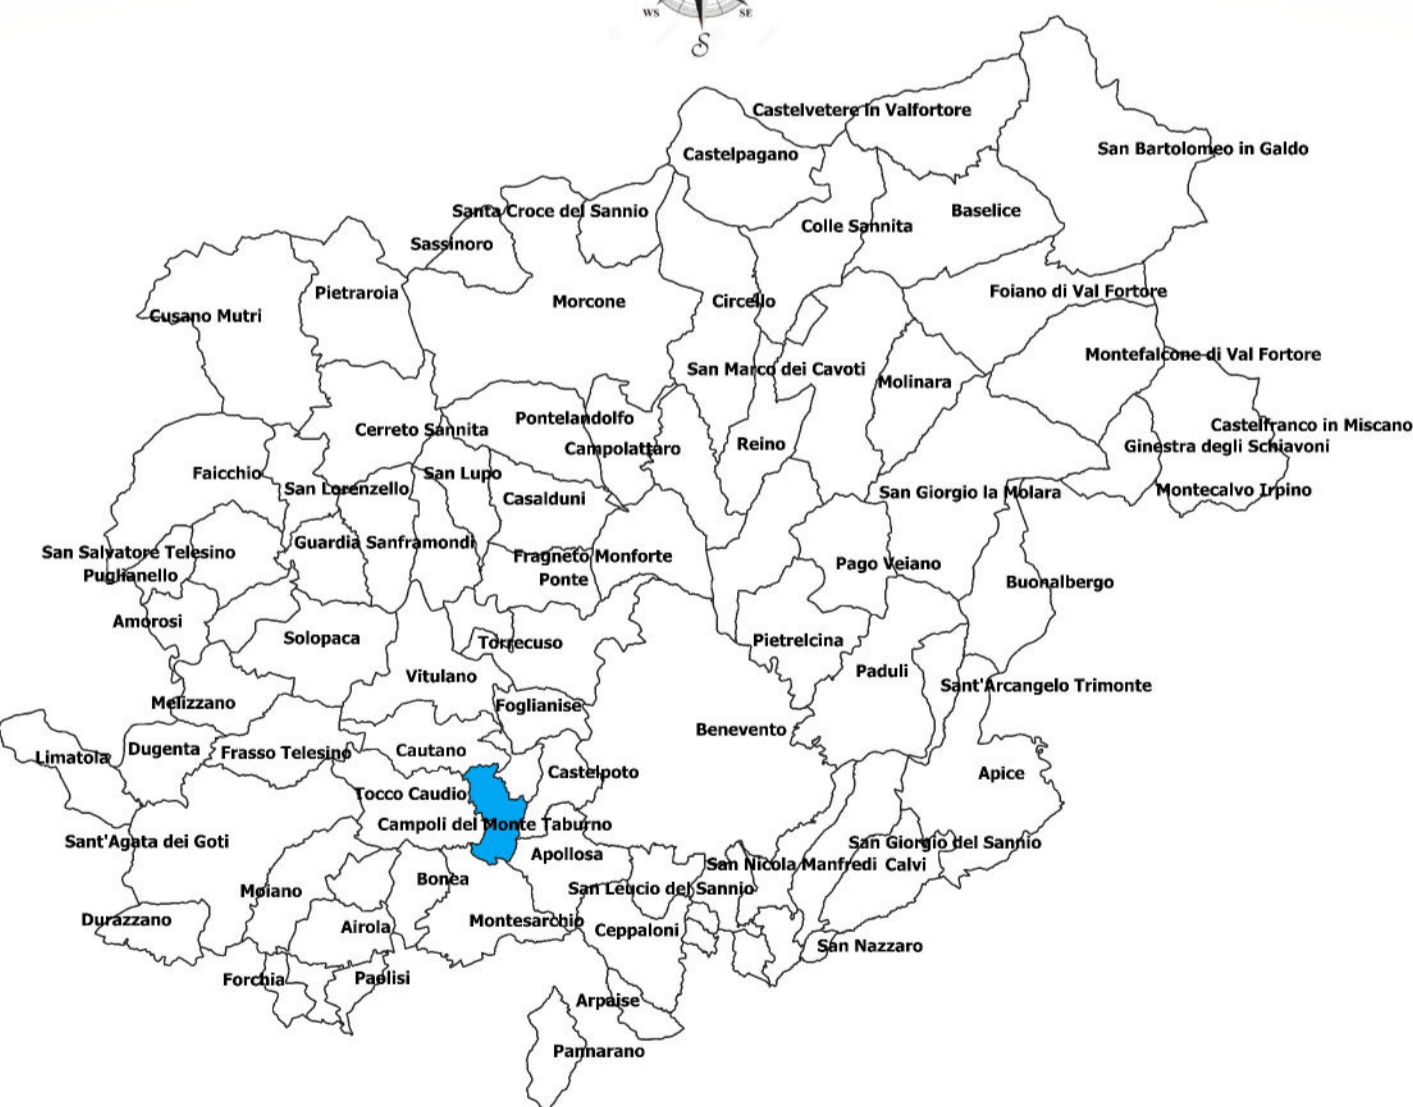 WS
SE
S
Castelvetere in Valfortore
San Bartolomeo in Galdo
Castelpagano
Santa Croce del Sannio
Baselice
Colle Sannita
Sassinoro
Pietraroia
Foiano di Val Fortore
Morcone
Circello
Cusano Mutri
Montefalcone di Val Fortore
San Marco dei Cavoti
Molinara
Pontelandolfo
Castelfranco in Miscano
Cerreto Sannita
Reino
Ginestra degli Schiavoni
Campolattaro
Faicchio
San Lupo
San Lorenzello
Montecalvo Irpino
San Giorgio la Molara
Casalduni
Guardia Sanframondi
San Salvatore Telesino
Fragneto Monforte
Pago Veiano
Puglianello
Ponte
Buonalbergo
Amorosi
Solopaca
Pietrelcina
Torrecuso
Paduli
Vitulano
Sant'Arcangelo Trimonte
Melizzano
Foglianise
Benevento
Dugenta
Cautano
Frasso Telesino
Limatola
Castelpoto
Apice
Tocco Caudio
Campoli del Monte Taburno
Sant'Agata dei Goti
San Giorgio del Sannio
Apollosa
San Nicola Manfredi
Calvi
Bonea
San Leucio del Sannio
Moiano
Durazzano
Montesarchio
Airola
Ceppaloni
San Nazzaro
Forchia
Paolisi
Arpaise
Pannarano